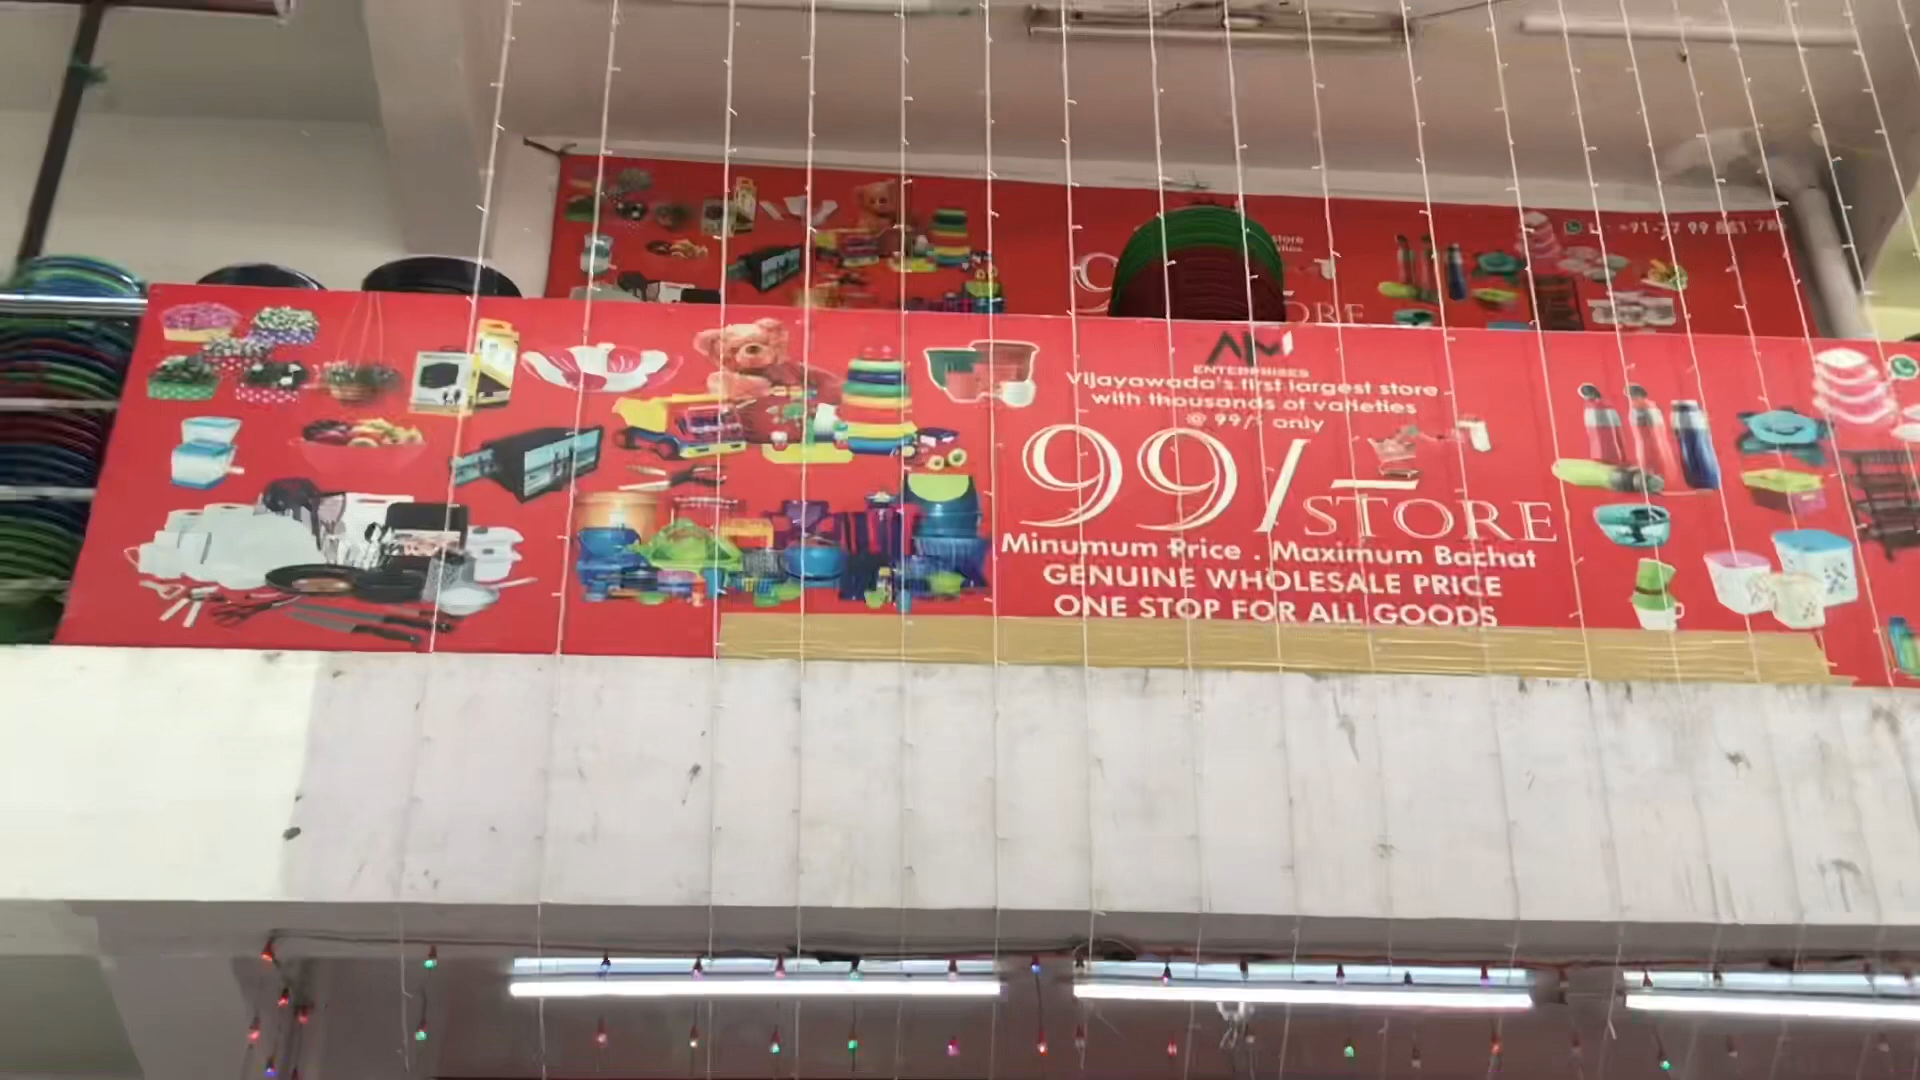 AM
ENTERPRISES
Vijayawada's first largest store
with thousands of varieties
@ 99/- only
99/- STORE
Minumum Price . Maximum Bachat
GENUINE WHOLESALE PRICE
ONE STOP FOR ALL GOODS